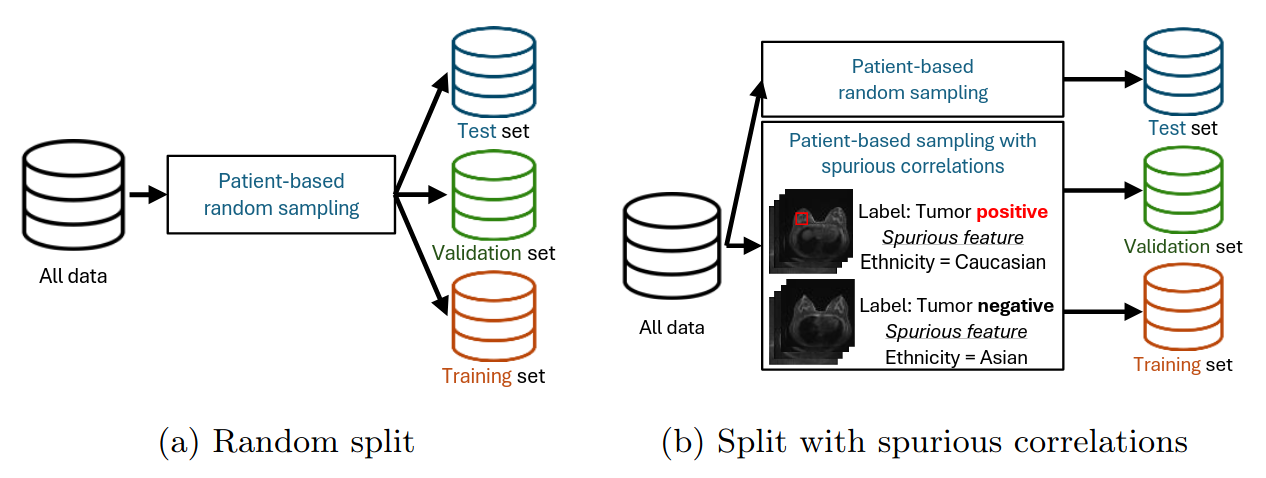 Patient-based
random sampling
All data
Test set
Validation set
Training set
(a) Random split
Patient-based
random sampling
Patient-based sampling with
spurious correlations
Label: Tumor positive
Spurious feature
Ethnicity = Caucasian
Label: Tumor negative
Spurious feature
Ethnicity = Asian
All data
Test set
Validation set
Training set
(b) Split with spurious correlations